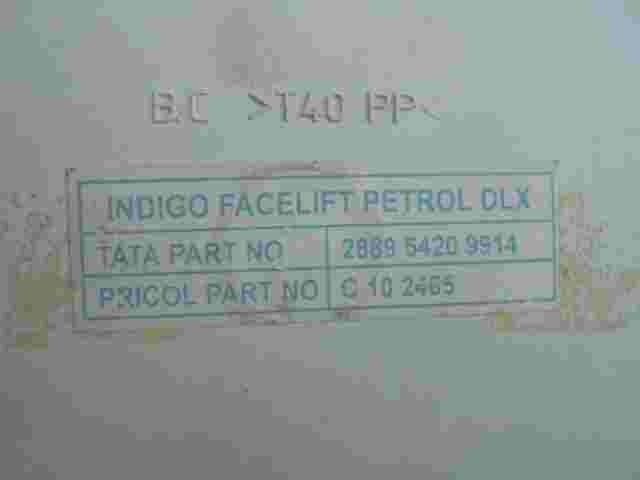 B.C >T40 PP<
INDIGO FACELIFT PETROL DLX
TATA PART NO 2889 5420 9914
PRICOL PART NO C 10 2465